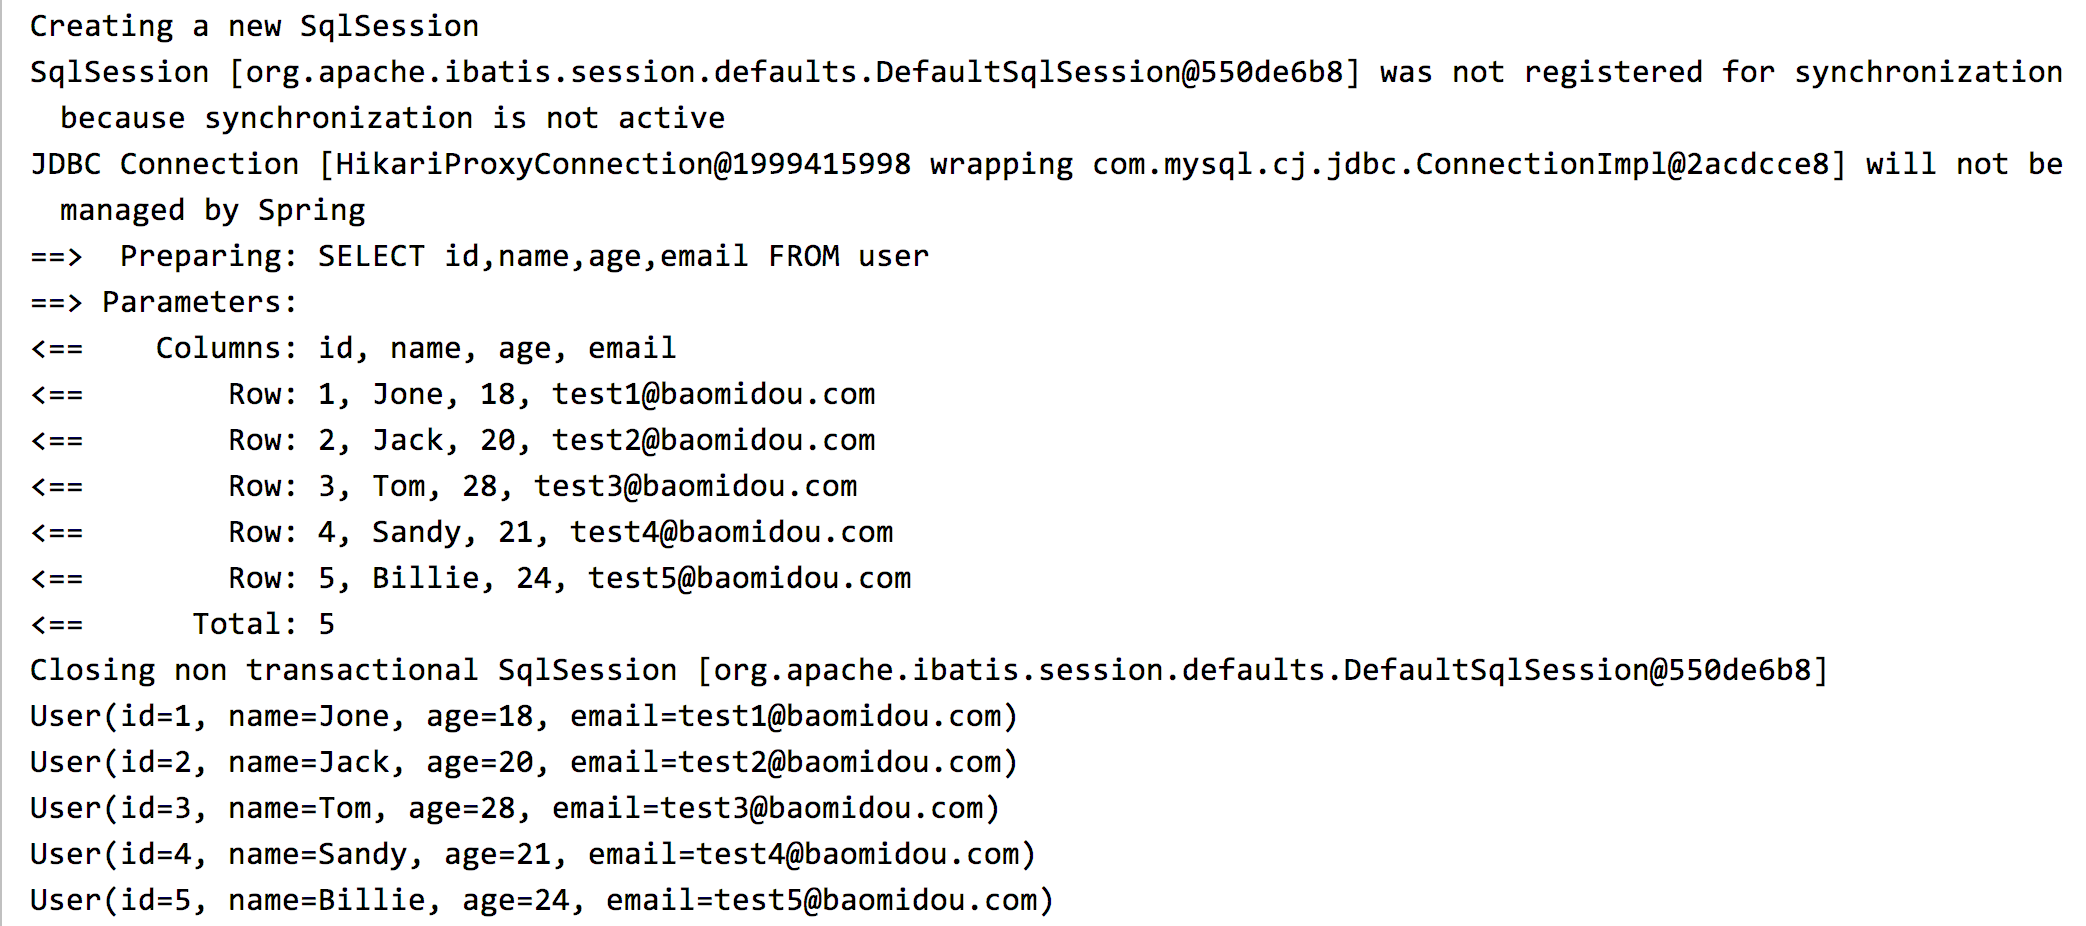 Creating a new SqlSession
SqlSession [org.apache.ibatis.session.defaults.DefaultSqlSession@550de6b8] was not registered for synchronization
because synchronization is not active
JDBC Connection [HikariProxyConnection@1999415998 wrapping com.mysql.cj.jdbc.ConnectionImpl@2acdcce8] will not be
managed by Spring
==>  Preparing: SELECT id,name,age,email FROM user
==> Parameters:
<==    Columns: id, name, age, email
<==        Row: 1, Jone, 18, test1@baomidou.com
<==        Row: 2, Jack, 20, test2@baomidou.com
<==        Row: 3, Tom, 28, test3@baomidou.com
<==        Row: 4, Sandy, 21, test4@baomidou.com
<==        Row: 5, Billie, 24, test5@baomidou.com
<==      Total: 5
Closing non transactional SqlSession [org.apache.ibatis.session.defaults.DefaultSqlSession@550de6b8]
User(id=1, name=Jone, age=18, email=test1@baomidou.com)
User(id=2, name=Jack, age=20, email=test2@baomidou.com)
User(id=3, name=Tom, age=28, email=test3@baomidou.com)
User(id=4, name=Sandy, age=21, email=test4@baomidou.com)
User(id=5, name=Billie, age=24, email=test5@baomidou.com)